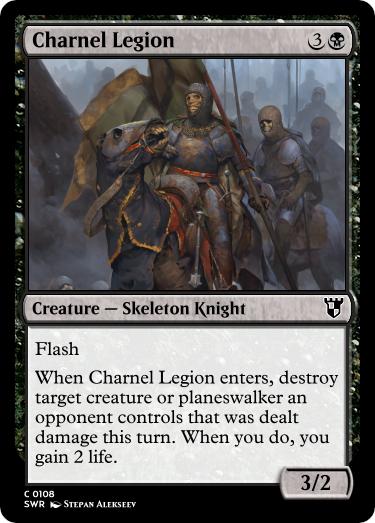 Charnel Legion 3
Creature — Skeleton Knight
Flash
When Charnel Legion enters, destroy
target creature or planeswalker an
opponent controls that was dealt
damage this turn. When you do, you
gain 2 life.
3/2
C 0108
SWR Stepan Alekseev